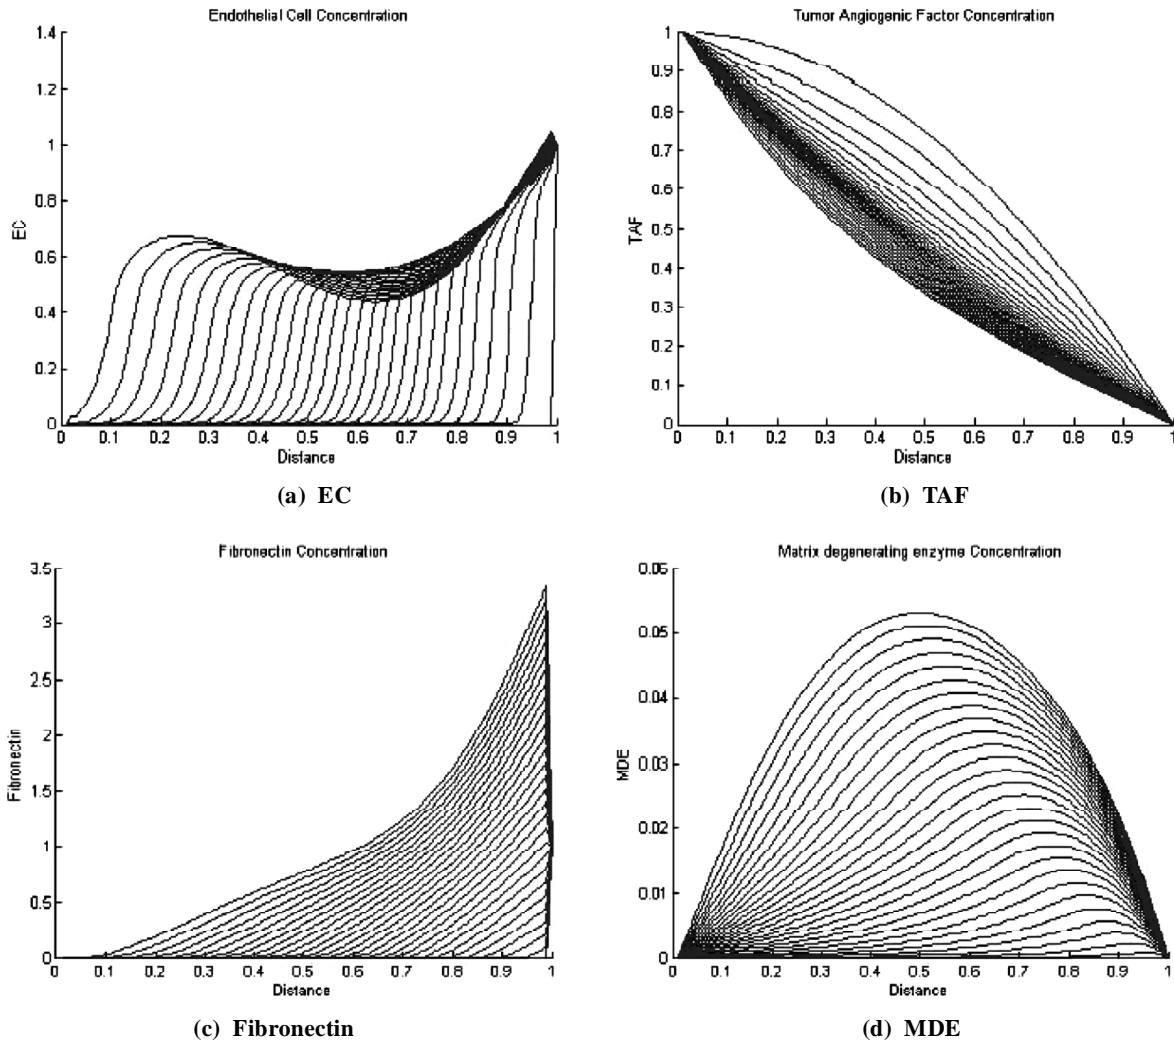 Endothelial Cell Concentration
1.4
1.2
1
0.8
0.6
0.4
0.2
0
EC
0 0.1 0.2 0.3 0.4 0.5 0.6 0.7 0.8 0.9 1
Distance
(a) EC
Tumor Angiogenic Factor Concentration
1
0.9
0.8
0.7
0.6
0.5
0.4
0.3
0.2
0.1
0
TAF
0 0.1 0.2 0.3 0.4 0.5 0.6 0.7 0.8 0.9 1
Distance
(b) TAF
Fibronectin Concentration
3.5
3
2.5
2
1.5
1
0.5
0
Fibronectin
0 0.1 0.2 0.3 0.4 0.5 0.6 0.7 0.8 0.9 1
Distance
(c) Fibronectin
Matrix degenerating enzyme Concentration
0.06
0.05
0.04
0.03
0.02
0.01
0
MDE
0 0.1 0.2 0.3 0.4 0.5 0.6 0.7 0.8 0.9 1
Distance
(d) MDE